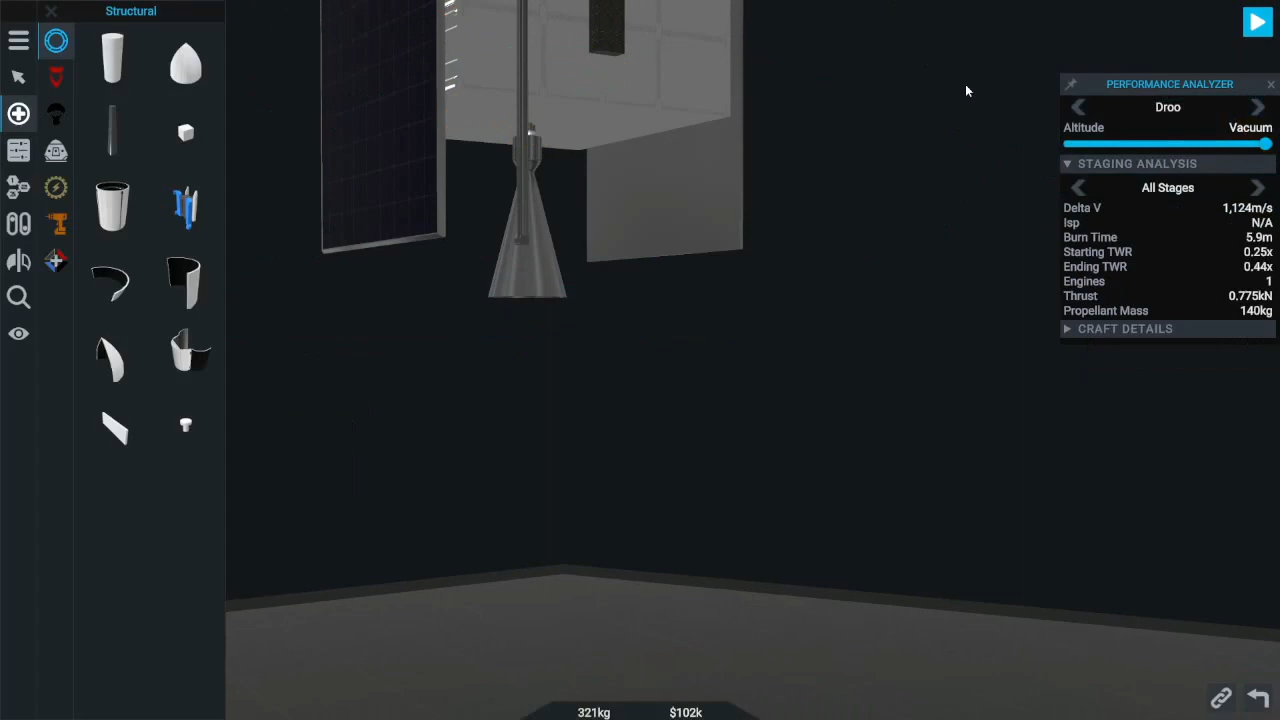 Structural
PERFORMANCE ANALYZER
Droo
Altitude Vacuum
STAGING ANALYSIS
All Stages
Delta V 1,124m/s
Isp N/A
Burn Time 5.9m
Starting TWR 0.25x
Ending TWR 0.44x
Engines 1
Thrust 0.775kN
Propellant Mass 140kg
CRAFT DETAILS
321kg $102k